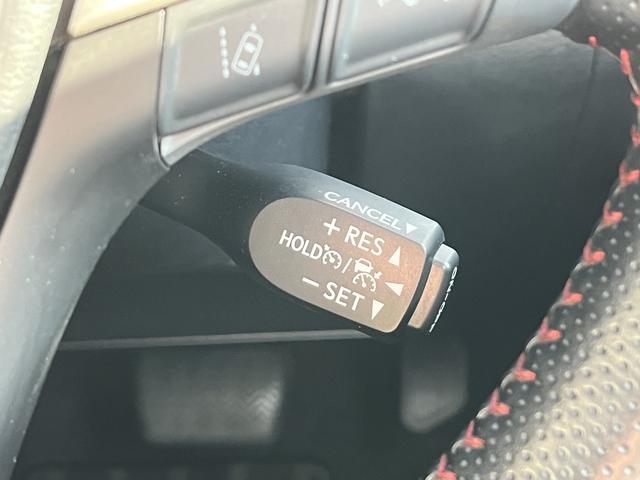 CANCEL▼
+ RES ▲
HOLD /
− SET ▼